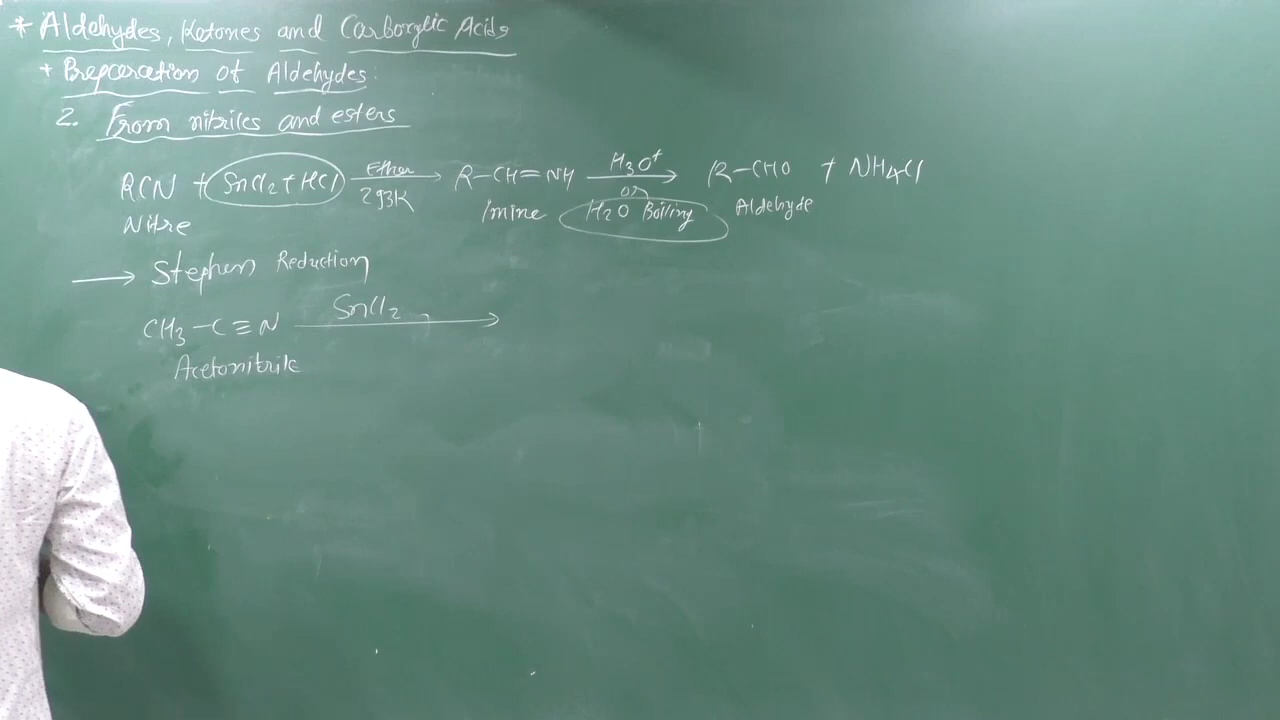 * Aldehydes, Ketones and Carboxylic Acids
+ Preparation of Aldehydes:
2. From nitriles and esters
RCN + SnCl2 + HCl Ether 293K → R-CH=NH H3O+ or H2O Boiling → R-CHO + NH4Cl
Nitre Imine Aldehyde
→ Stephen Reduction
CH3-C≡N SnCl2, →
Acetonitrile